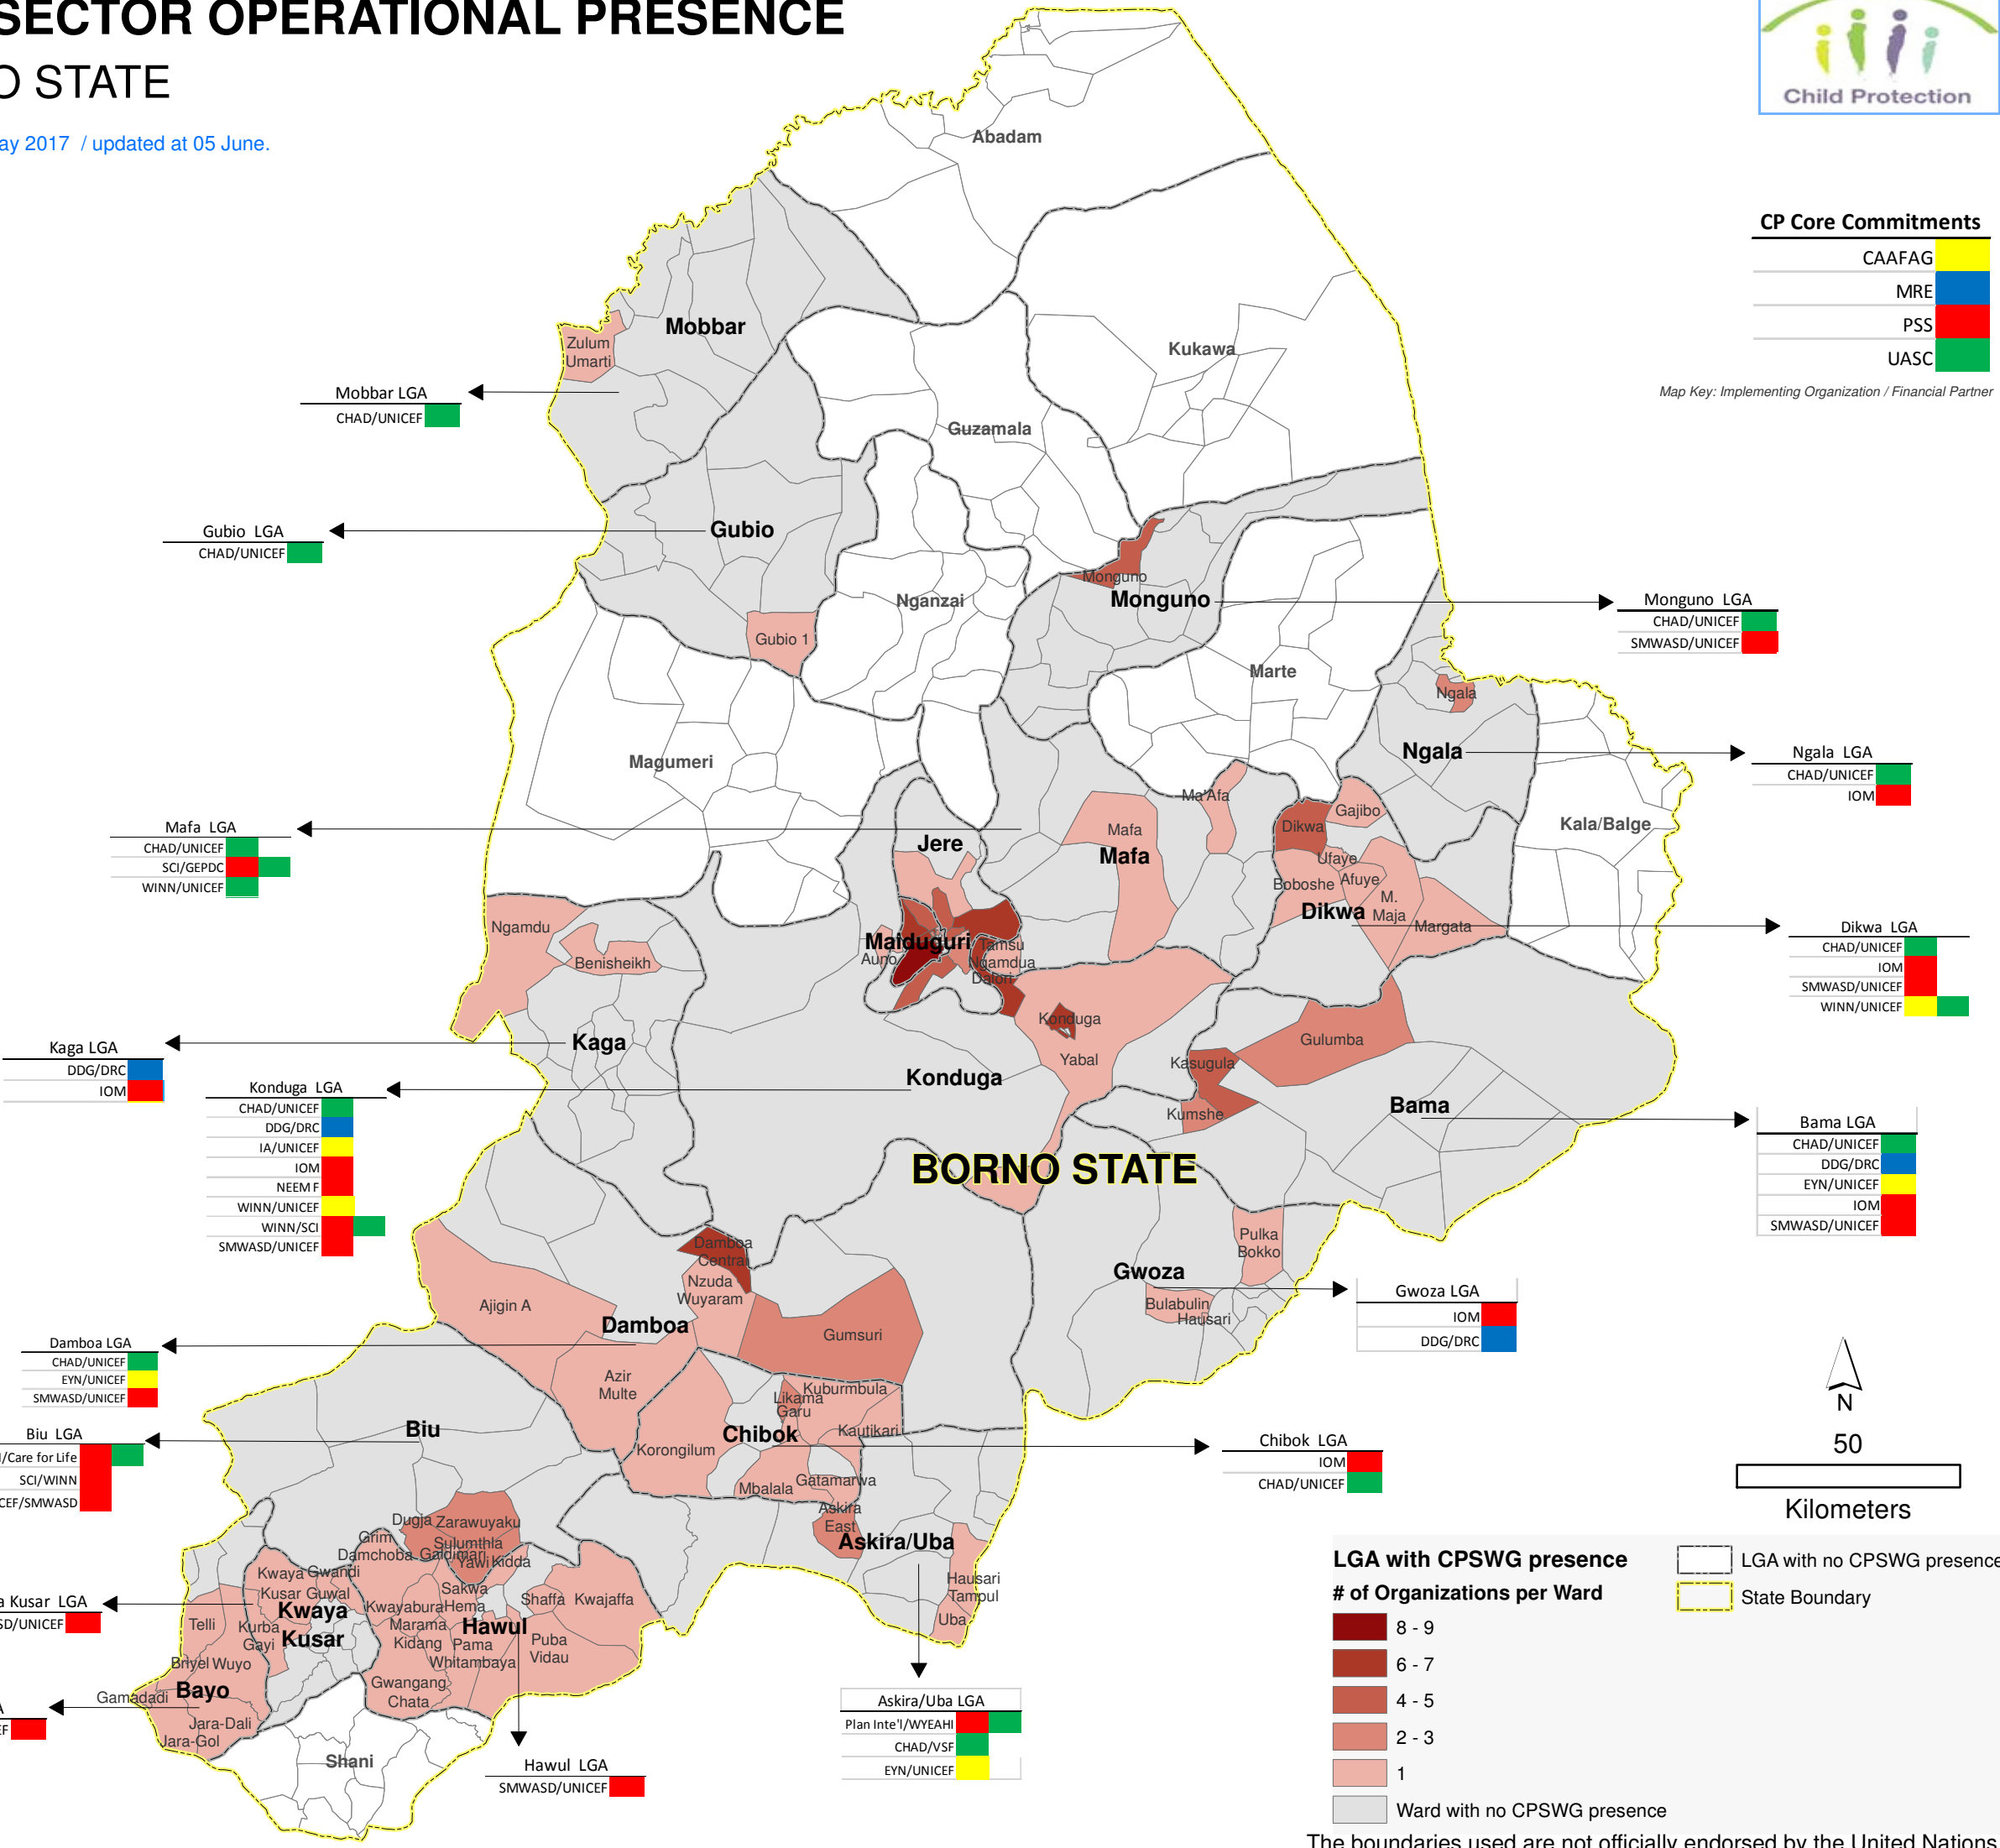 SECTOR OPERATIONAL PRESENCE
O STATE
ay 2017 / updated at 05 June.
Child Protection
CP Core Commitments
CAAFAG
MRE
PSS
UASC
Map Key: Implementing Organization / Financial Partner
Abadam
Mobbar
Zulum
Umarti
Kukawa
Guzamala
Gubio
Gubio 1
Nganzai
Monguno
Monguno
Marte
Ngala
Ngala
Magumeri
Kala/Balge
Ma'Afa
Mafa
Mafa
Jere
Gajibo
Dikwa
Ufaye
Boboshe
Afuye
M.
Maja
Dikwa
Margata
Ngamdu
Benisheikh
Maiduguri
Auno
Tamsu
Ngamdua
Dalori
Konduga
Yabal
Kaga
Konduga
Gulumba
Kasugula
Kumshe
Bama
BORNO STATE
Pulka
Bokko
Gwoza
Bulabulin
Hausari
Damboa
Central
Nzuda
Wuyaram
Ajigin A
Damboa
Gumsuri
Azir
Multe
Kuburmbula
Likama
Garu
Chibok
Kautikari
Korongilum
Gatamarwa
Mbalala
Biu
Askira
East
Askira/Uba
Hausari
Tampul
Uba
Dugja
Zarawuyaku
Grim
Sulumthla
Damchoba
Galdimari
Yawi
Kidda
Kwaya
Gwandi
Kusar
Guwal
Sakwa
Hema
Kwayabura
Shaffa
Kwajaffa
Kwaya
Kusar
Telli
Kurba
Gayi
Marama
Kidang
Hawul
Pama
Whitambaya
Puba
Vidau
Briyel
Wuyo
Bayo
Gamadadi
Gwangang
Chata
Jara-Dali
Jara-Gol
Shani
Mobbar LGA
CHAD/UNICEF
Gubio LGA
CHAD/UNICEF
Monguno LGA
CHAD/UNICEF
SMWASD/UNICEF
Ngala LGA
CHAD/UNICEF
IOM
Mafa LGA
CHAD/UNICEF
SCI/GEPDC
WINN/UNICEF
Dikwa LGA
CHAD/UNICEF
IOM
SMWASD/UNICEF
WINN/UNICEF
Kaga LGA
DDG/DRC
IOM
Konduga LGA
CHAD/UNICEF
DDG/DRC
IA/UNICEF
IOM
NEEM F
WINN/UNICEF
WINN/SCI
SMWASD/UNICEF
Bama LGA
CHAD/UNICEF
DDG/DRC
EYN/UNICEF
IOM
SMWASD/UNICEF
Gwoza LGA
IOM
DDG/DRC
Damboa LGA
CHAD/UNICEF
EYN/UNICEF
SMWASD/UNICEF
Biu LGA
/Care for Life
SCI/WINN
CEF/SMWASD
Chibok LGA
IOM
CHAD/UNICEF
a Kusar LGA
SD/UNICEF
A
EF
Hawul LGA
SMWASD/UNICEF
Askira/Uba LGA
Plan Inte'l/WYEAHI
CHAD/VSF
EYN/UNICEF
N
50
Kilometers
LGA with CPSWG presence
# of Organizations per Ward
8 - 9
6 - 7
4 - 5
2 - 3
1
Ward with no CPSWG presence
LGA with no CPSWG presence
State Boundary
The boundaries used are not officially endorsed by the United Nations